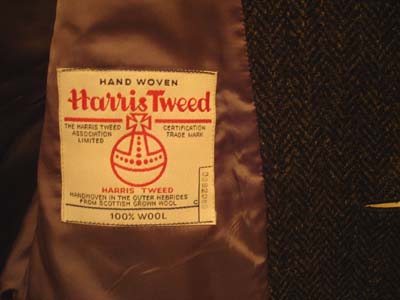 HAND WOVEN
Harris Tweed
THE HARRIS TWEED
ASSOCIATION
LIMITED
CERTIFICATION
TRADE MARK
HARRIS TWEED
HANDWOVEN IN THE OUTER HEBRIDES
FROM SCOTTISH GROWN WOOL
100% WOOL